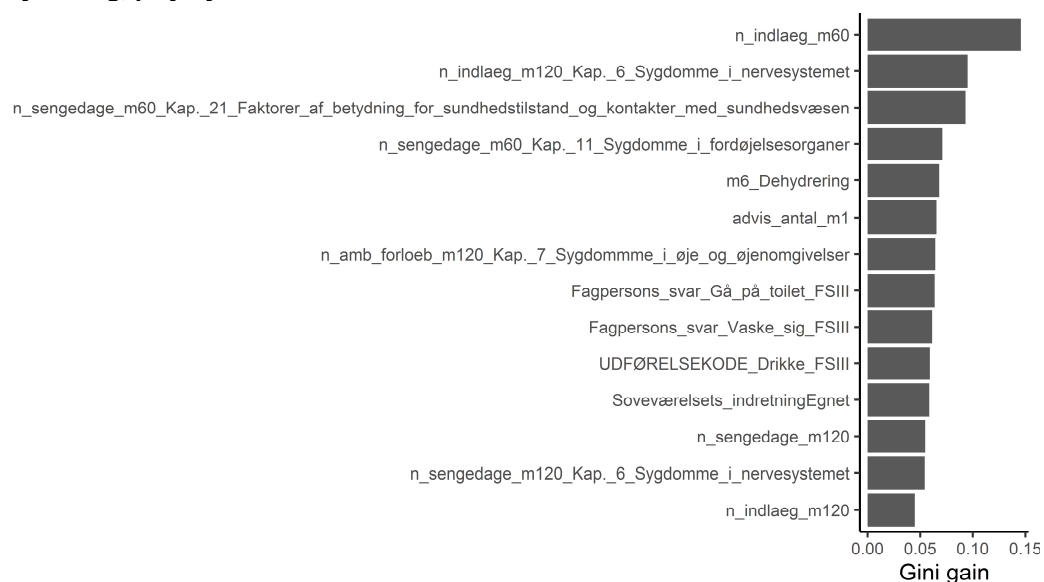 n_indlaeg_m60
n_indlaeg_m120_Kap._6_Sygdomme_i_nervesystemet
n_sengedage_m60_Kap._21_Faktorer_af_betydning_for_sundhedstilstand_og_kontakter_med_sundhedsvæsen
n_sengedage_m60_Kap._11_Sygdomme_i_fordøjelsesorganer
m6_Dehydrering
advis_antal_m1
n_amb_forloeb_m120_Kap._7_Sygdommme_i_øje_og_øjenomgivelser
Fagpersons_svar_Gå_på_toilet_FSIII
Fagpersons_svar_Vaske_sig_FSIII
UDFØRELSEKODE_Drikke_FSIII
Soveværelsets_indretningEgnet
n_sengedage_m120
n_sengedage_m120_Kap._6_Sygdomme_i_nervesystemet
n_indlaeg_m120
0.00 0.05 0.10 0.15
Gini gain